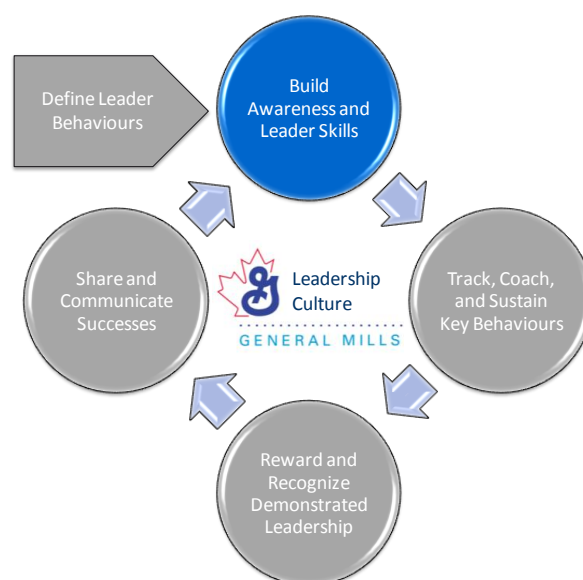 Define Leader
Behaviours
Build
Awareness and
Leader Skills
Track, Coach,
and Sustain
Key Behaviours
Reward and
Recognize
Demonstrated
Leadership
Share and
Communicate
Successes
G
Leadership
Culture
GENERAL MILLS